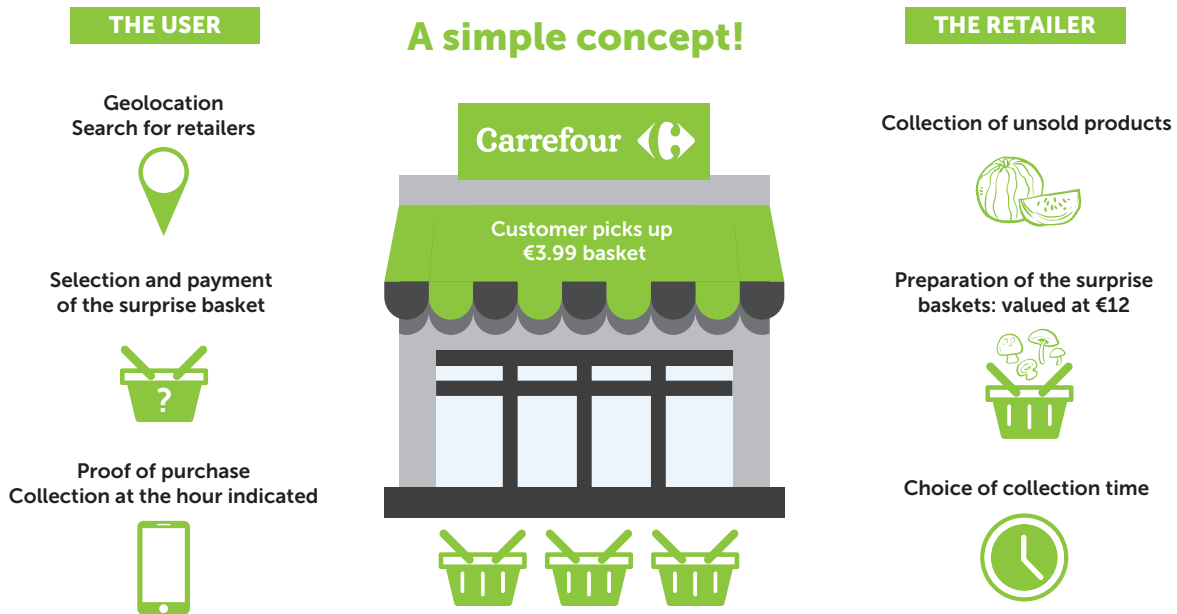 THE USER
Geolocation
Search for retailers
Selection and payment
of the surprise basket
?
Proof of purchase
Collection at the hour indicated
A simple concept!
Carrefour
Customer picks up
€3.99 basket
THE RETAILER
Collection of unsold products
Preparation of the surprise
baskets: valued at €12
Choice of collection time